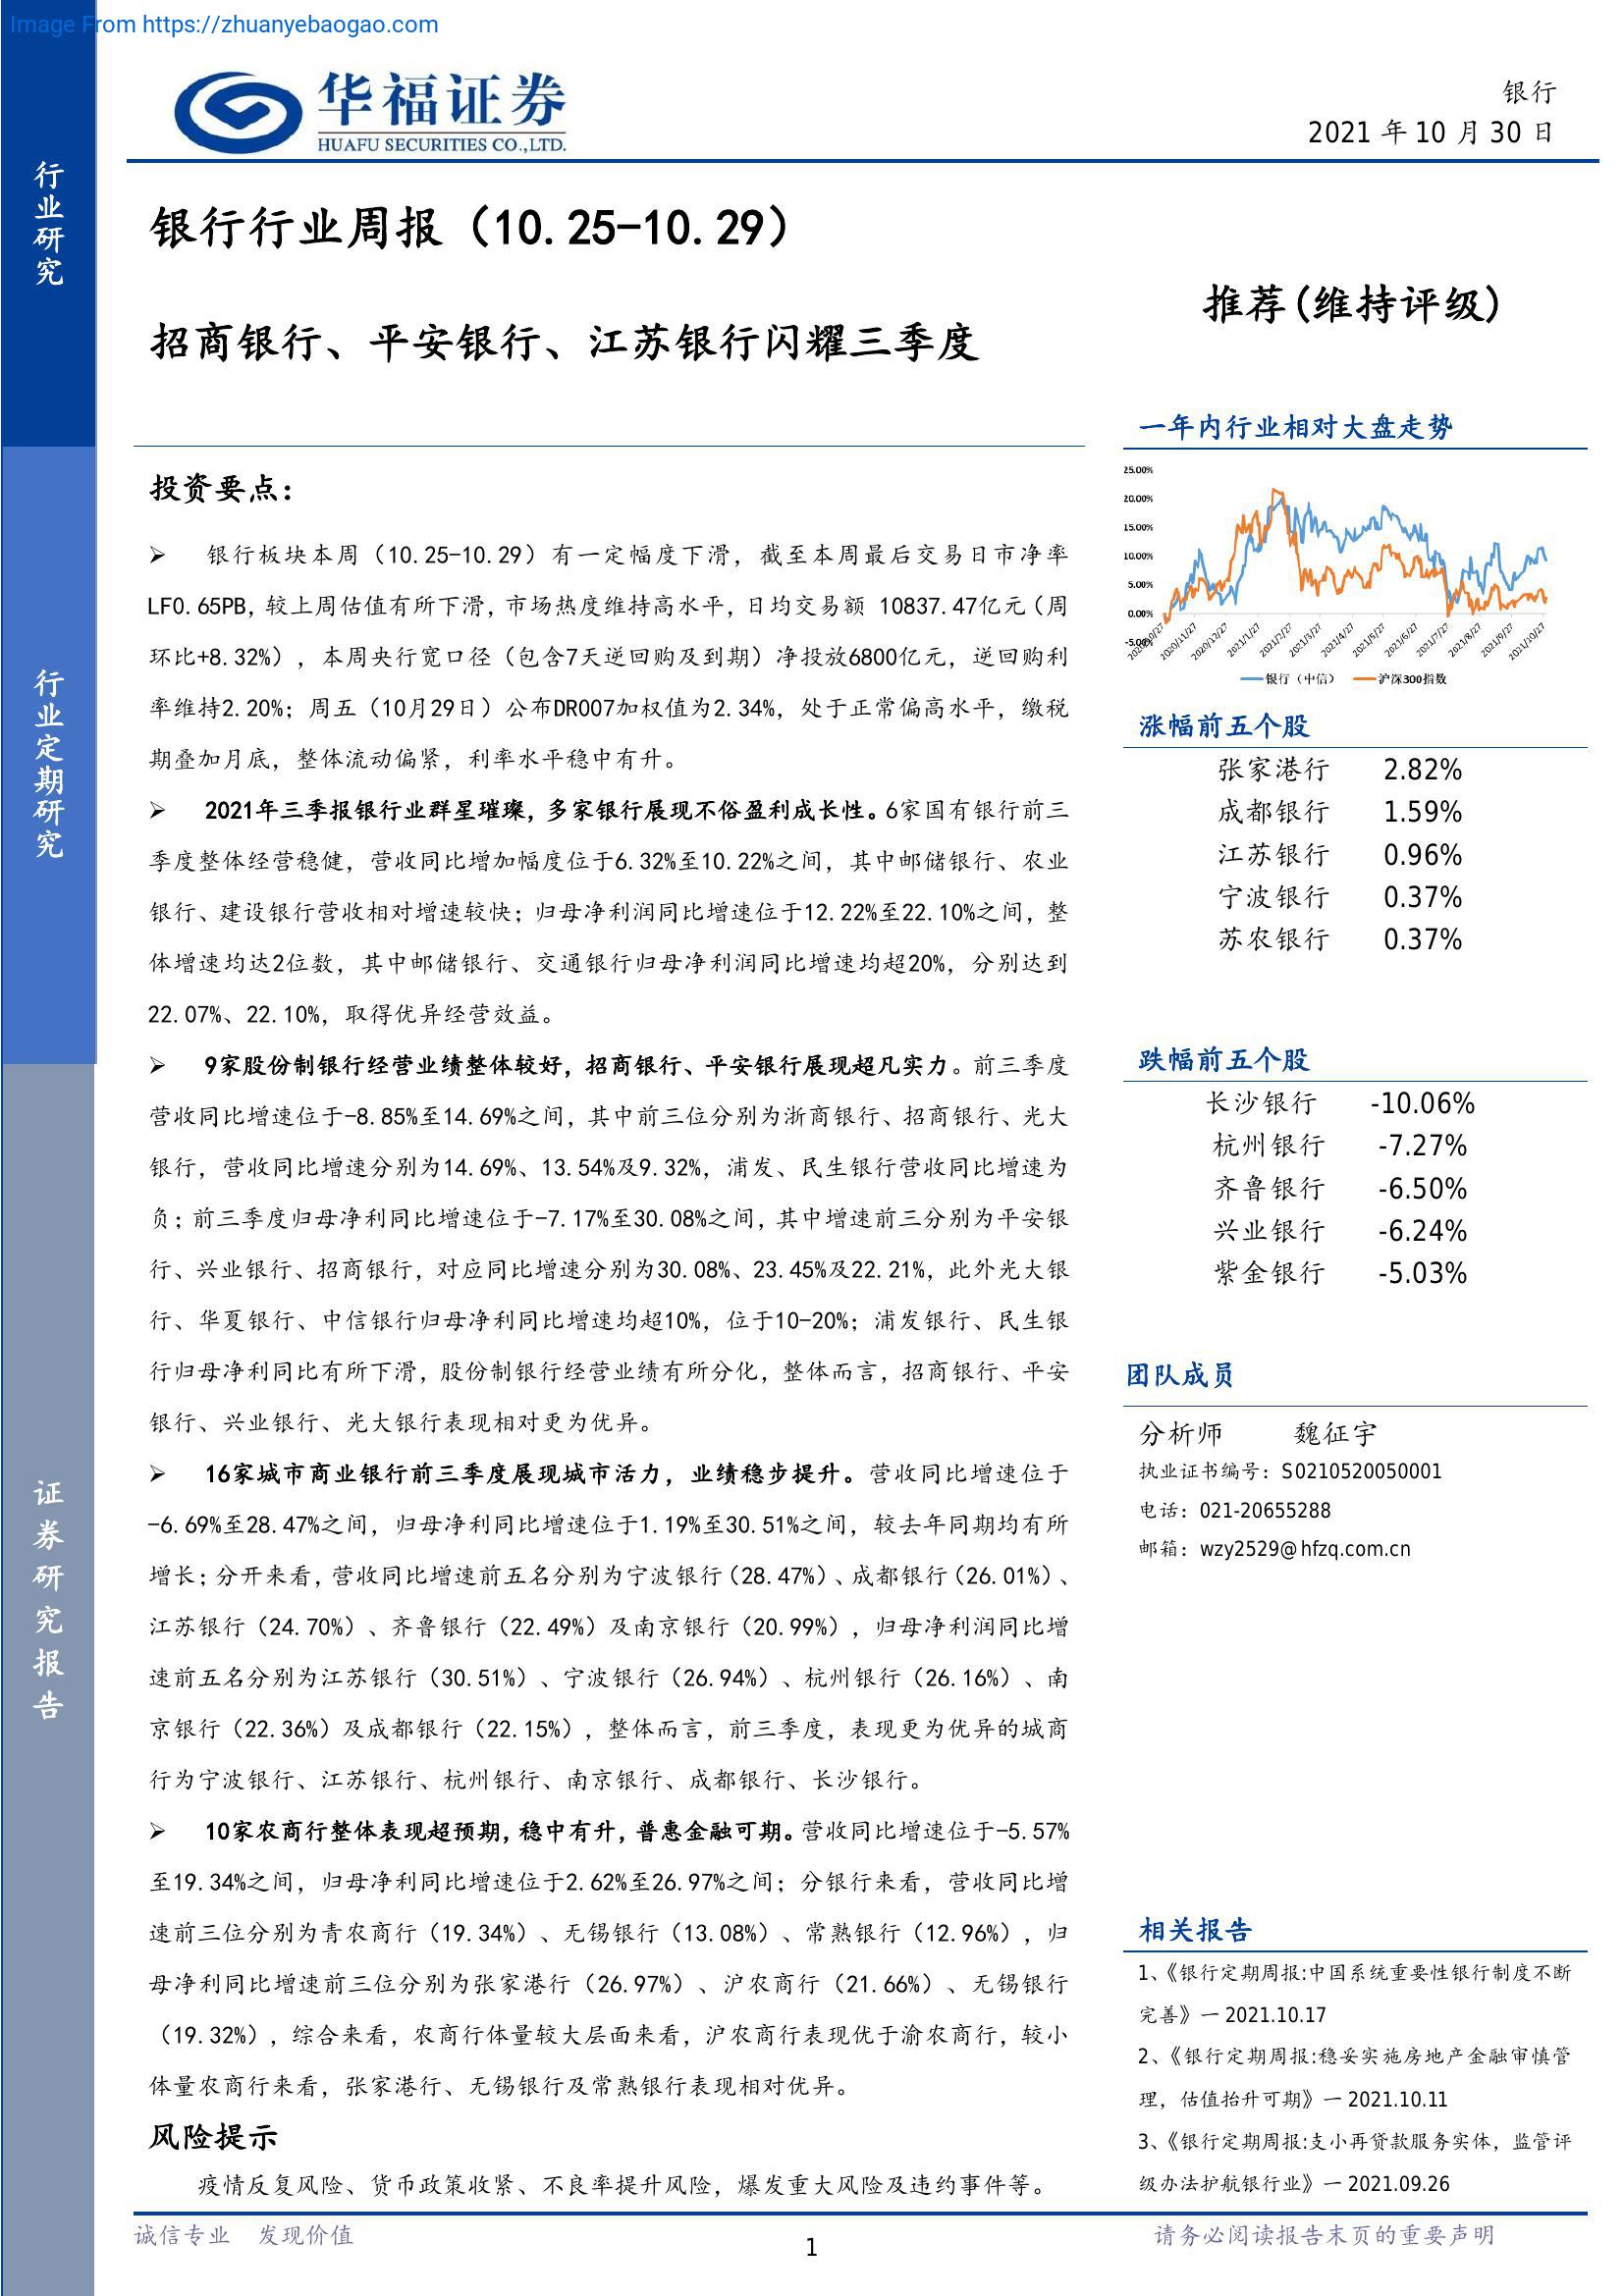 Image From https://zhuanyebaogao.com
华福证券
HUAFU SECURITIES CO.,LTD.
银行
2021 年 10 月 30 日
行业研究
行业定期研究
证券研究报告
银行行业周报（10.25-10.29）
招商银行、平安银行、江苏银行闪耀三季度
推荐(维持评级)
投资要点：
➢ 银行板块本周（10.25-10.29）有一定幅度下滑，截至本周最后交易日市净率
LF0.65PB，较上周估值有所下滑，市场热度维持高水平，日均交易额 10837.47亿元（周
环比+8.32%），本周央行宽口径（包含7天逆回购及到期）净投放6800亿元，逆回购利
率维持2.20%；周五（10月29日）公布DR007加权值为2.34%，处于正常偏高水平，缴税
期叠加月底，整体流动偏紧，利率水平稳中有升。
➢ 2021年三季报银行业群星璀璨，多家银行展现不俗盈利成长性。6家国有银行前三
季度整体经营稳健，营收同比增加幅度位于6.32%至10.22%之间，其中邮储银行、农业
银行、建设银行营收相对增速较快；归母净利润同比增速位于12.22%至22.10%之间，整
体增速均达2位数，其中邮储银行、交通银行归母净利润同比增速均超20%，分别达到
22.07%、22.10%，取得优异经营效益。
➢ 9家股份制银行经营业绩整体较好，招商银行、平安银行展现超凡实力。前三季度
营收同比增速位于-8.85%至14.69%之间，其中前三位分别为浙商银行、招商银行、光大
银行，营收同比增速分别为14.69%、13.54%及9.32%，浦发、民生银行营收同比增速为
负；前三季度归母净利同比增速位于-7.17%至30.08%之间，其中增速前三分别为平安银
行、兴业银行、招商银行，对应同比增速分别为30.08%、23.45%及22.21%，此外光大银
行、华夏银行、中信银行归母净利同比增速均超10%，位于10-20%；浦发银行、民生银
行归母净利同比有所下滑，股份制银行经营业绩有所分化，整体而言，招商银行、平安
银行、兴业银行、光大银行表现相对更为优异。
➢ 16家城市商业银行前三季度展现城市活力，业绩稳步提升。营收同比增速位于
-6.69%至28.47%之间，归母净利同比增速位于1.19%至30.51%之间，较去年同期均有所
增长；分开来看，营收同比增速前五名分别为宁波银行（28.47%）、成都银行（26.01%）、
江苏银行（24.70%）、齐鲁银行（22.49%）及南京银行（20.99%），归母净利润同比增
速前五名分别为江苏银行（30.51%）、宁波银行（26.94%）、杭州银行（26.16%）、南
京银行（22.36%）及成都银行（22.15%），整体而言，前三季度，表现更为优异的城商
行为宁波银行、江苏银行、杭州银行、南京银行、成都银行、长沙银行。
➢ 10家农商行整体表现超预期，稳中有升，普惠金融可期。营收同比增速位于-5.57%
至19.34%之间，归母净利同比增速位于2.62%至26.97%之间；分银行来看，营收同比增
速前三位分别为青农商行（19.34%）、无锡银行（13.08%）、常熟银行（12.96%），归
母净利同比增速前三位分别为张家港行（26.97%）、沪农商行（21.66%）、无锡银行
（19.32%），综合来看，农商行体量较大层面来看，沪农商行表现优于渝农商行，较小
体量农商行来看，张家港行、无锡银行及常熟银行表现相对优异。
风险提示
疫情反复风险、货币政策收紧、不良率提升风险，爆发重大风险及违约事件等。
一年内行业相对大盘走势
25.00%
20.00%
15.00%
10.00%
5.00%
0.00%
-5.00%
2020/10/27 2020/11/27 2020/12/27 2021/1/27 2021/2/27 2021/3/27 2021/4/27 2021/5/27 2021/6/27 2021/7/27 2021/8/27 2021/9/27 2021/10/27
银行（中信） 沪深300指数
涨幅前五个股
张家港行 2.82%
成都银行 1.59%
江苏银行 0.96%
宁波银行 0.37%
苏农银行 0.37%
跌幅前五个股
长沙银行 -10.06%
杭州银行 -7.27%
齐鲁银行 -6.50%
兴业银行 -6.24%
紫金银行 -5.03%
团队成员
分析师 魏征宇
执业证书编号：S0210520050001
电话：021-20655288
邮箱：wzy2529@hfzq.com.cn
相关报告
1、《银行定期周报:中国系统重要性银行制度不断
完善》一 2021.10.17
2、《银行定期周报:稳妥实施房地产金融审慎管
理，估值抬升可期》一 2021.10.11
3、《银行定期周报:支小再贷款服务实体，监管评
级办法护航银行业》一 2021.09.26
诚信专业 发现价值
1
请务必阅读报告末页的重要声明